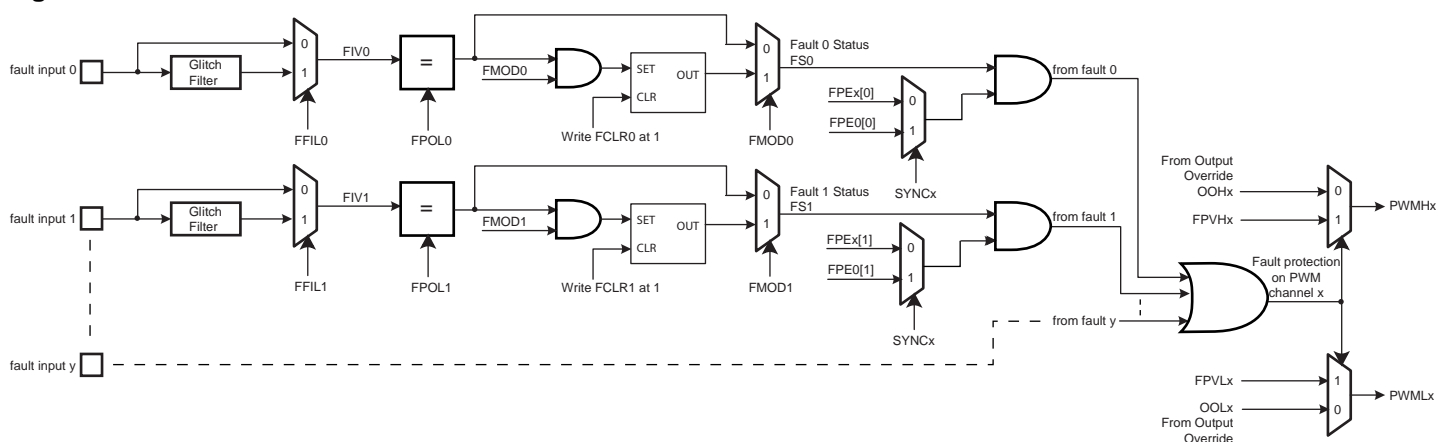 fault input 0
Glitch
Filter
0
1
FFIL0
FIV0
=
FPOL0
FMOD0
SET
OUT
CLR
Write FCLR0 at 1
0
1
FMOD0
Fault 0 Status
FS0
FPEx[0]
FPE0[0]
0
1
SYNCx
from fault 0
fault input 1
Glitch
Filter
0
1
FFIL1
FIV1
=
FPOL1
FMOD1
SET
OUT
CLR
Write FCLR1 at 1
0
1
FMOD1
Fault 1 Status
FS1
FPEx[1]
FPE0[1]
0
1
SYNCx
from fault 1
fault input y
from fault y
Fault protection
on PWM
channel x
From Output
Override
OOHx
FPVHx
0
1
PWMHx
FPVLx
OOLx
From Output
Override
1
0
PWMLx